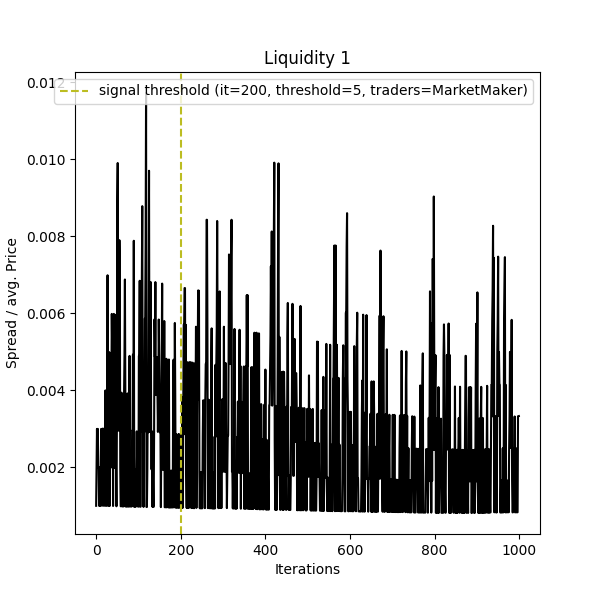 Liquidity 1
0.012
signal threshold (it=200, threshold=5, traders=MarketMaker)
0.010
0.008
0.006
0.004
0.002
Spread / avg. Price
0 200 400 600 800 1000
Iterations